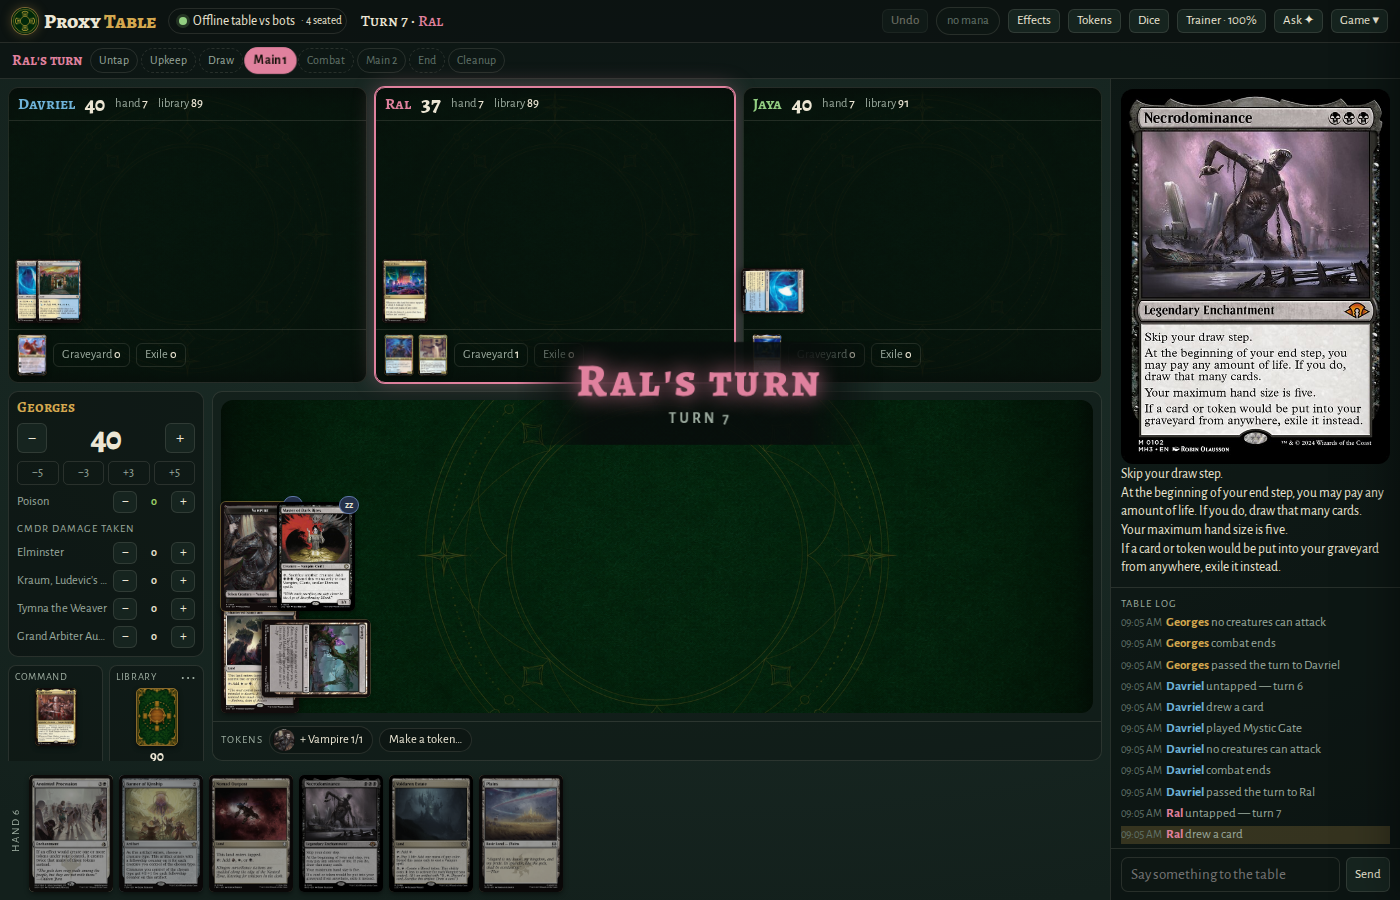 Proxy Table
Offline table vs bots · 4 seated
Turn 7 · Ral
Undo
no mana
Effects
Tokens
Dice
Trainer · 100%
Ask ✦
Game ▾
Ral's turn
Untap
Upkeep
Draw
Main 1
Combat
Main 2
End
Cleanup
Davriel 40 hand 7 library 89
Ral 37 hand 7 library 89
Jaya 40 hand 7 library 91
Graveyard 0
Exile 0
Graveyard 1
Exile 0
Graveyard 0
Exile 0
Ral's turn
Turn 7
Georges
− 40 +
−5 −3 +3 +5
Poison − 0 +
CMDR DAMAGE TAKEN
Elminster − 0 +
Kraum, Ludevic's ... − 0 +
Tymna the Weaver − 0 +
Grand Arbiter Au... − 0 +
COMMAND
LIBRARY ...
90
zz
TOKENS
+ Vampire 1/1
Make a token...
HAND 6
Necrodominance
Legendary Enchantment
Skip your draw step.
At the beginning of your end step, you
may pay any amount of life. If you do,
draw that many cards.
Your maximum hand size is five.
If a card or token would be put into your
graveyard from anywhere, exile it instead.
M 0102
MH3 • EN Robin Olausson
™ & © 2024 Wizards of the Coast
Skip your draw step.
At the beginning of your end step, you may pay any
amount of life. If you do, draw that many cards.
Your maximum hand size is five.
If a card or token would be put into your graveyard
from anywhere, exile it instead.
TABLE LOG
09:05 AM Georges no creatures can attack
09:05 AM Georges combat ends
09:05 AM Georges passed the turn to Davriel
09:05 AM Davriel untapped — turn 6
09:05 AM Davriel drew a card
09:05 AM Davriel played Mystic Gate
09:05 AM Davriel no creatures can attack
09:05 AM Davriel combat ends
09:05 AM Davriel passed the turn to Ral
09:05 AM Ral untapped — turn 7
09:05 AM Ral drew a card
Say something to the table
Send
Necrodominance
Plains